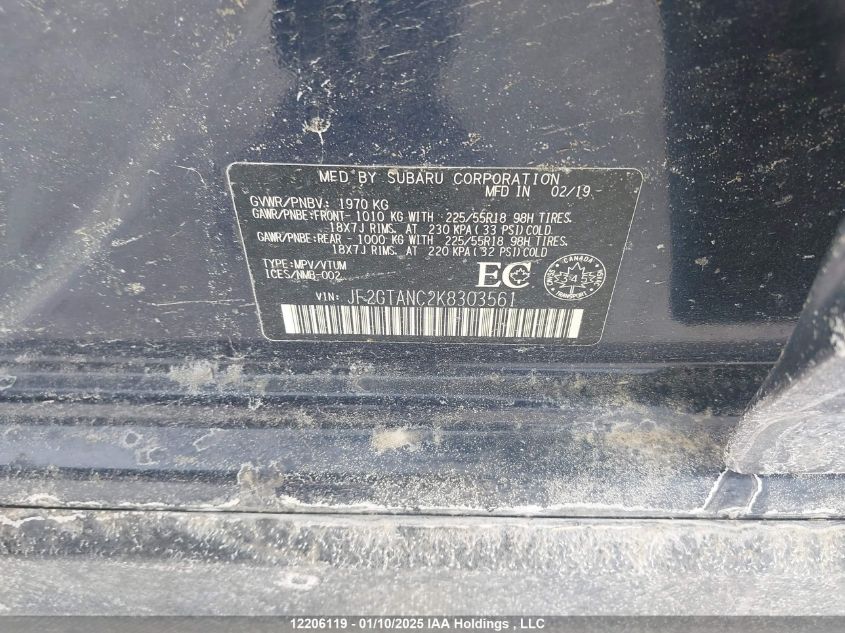 MFD BY SUBARU CORPORATION
MFD IN 02/19
GVWR/PNBV: 1970 KG
GAWR/PNBE:FRONT- 1010 KG WITH 225/55R18 98H TIRES.
18X7J RIMS. AT 230 KPA( 33 PSI)COLD.
GAWR/PNBE:REAR - 1000 KG WITH 225/55R18 98H TIRES.
18X7J RIMS. AT 220 KPA( 32 PSI)COLD.
TYPE:MPV/VTUM
ICES/NMB-002
EC
CANADA
TRANSPORT
VIN: JF2GTANC2K8303561
12206119 - 01/10/2025 IAA Holdings , LLC